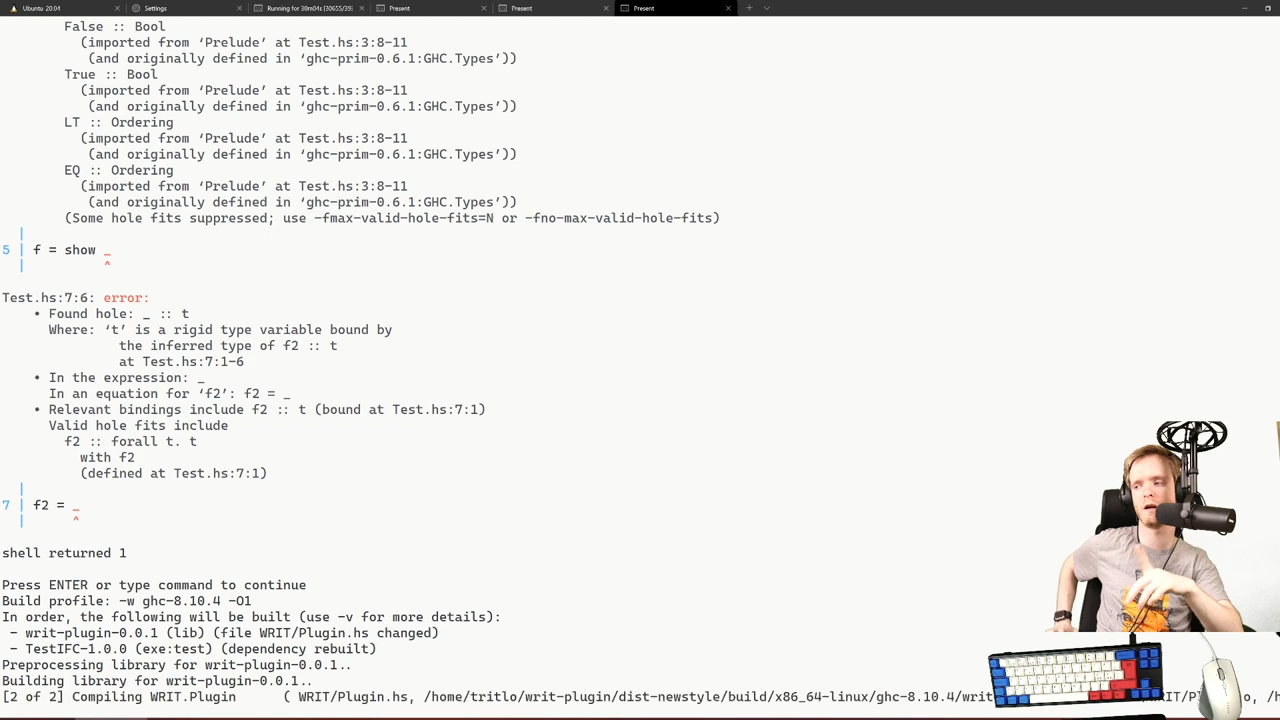 Ubuntu 20.04
Settings
Running for 30m04s
Present
Present
Present
False :: Bool
(imported from ‘Prelude’ at Test.hs:3:8-11
(and originally defined in ‘ghc-prim-0.6.1:GHC.Types’))
True :: Bool
(imported from ‘Prelude’ at Test.hs:3:8-11
(and originally defined in ‘ghc-prim-0.6.1:GHC.Types’))
LT :: Ordering
(imported from ‘Prelude’ at Test.hs:3:8-11
(and originally defined in ‘ghc-prim-0.6.1:GHC.Types’))
EQ :: Ordering
(imported from ‘Prelude’ at Test.hs:3:8-11
(and originally defined in ‘ghc-prim-0.6.1:GHC.Types’))
(Some hole fits suppressed; use -fmax-valid-hole-fits=N or -fno-max-valid-hole-fits)
|
5 | f = show _
| ^
Test.hs:7:6: error:
• Found hole: _ :: t
Where: ‘t’ is a rigid type variable bound by
the inferred type of f2 :: t
at Test.hs:7:1-6
• In the expression: _
In an equation for ‘f2’: f2 = _
• Relevant bindings include f2 :: t (bound at Test.hs:7:1)
Valid hole fits include
f2 :: forall t. t
with f2
(defined at Test.hs:7:1)
|
7 | f2 = _
| ^
shell returned 1
Press ENTER or type command to continue
Build profile: -w ghc-8.10.4 -O1
In order, the following will be built (use -v for more details):
- writ-plugin-0.0.1 (lib) (file WRIT/Plugin.hs changed)
- TestIFC-1.0.0 (exe:test) (dependency rebuilt)
Preprocessing library for writ-plugin-0.0.1..
Building library for writ-plugin-0.0.1..
[2 of 2] Compiling WRIT.Plugin ( WRIT/Plugin.hs, /home/tritlo/writ-plugin/dist-newstyle/build/x86_64-linux/ghc-8.10.4/writ